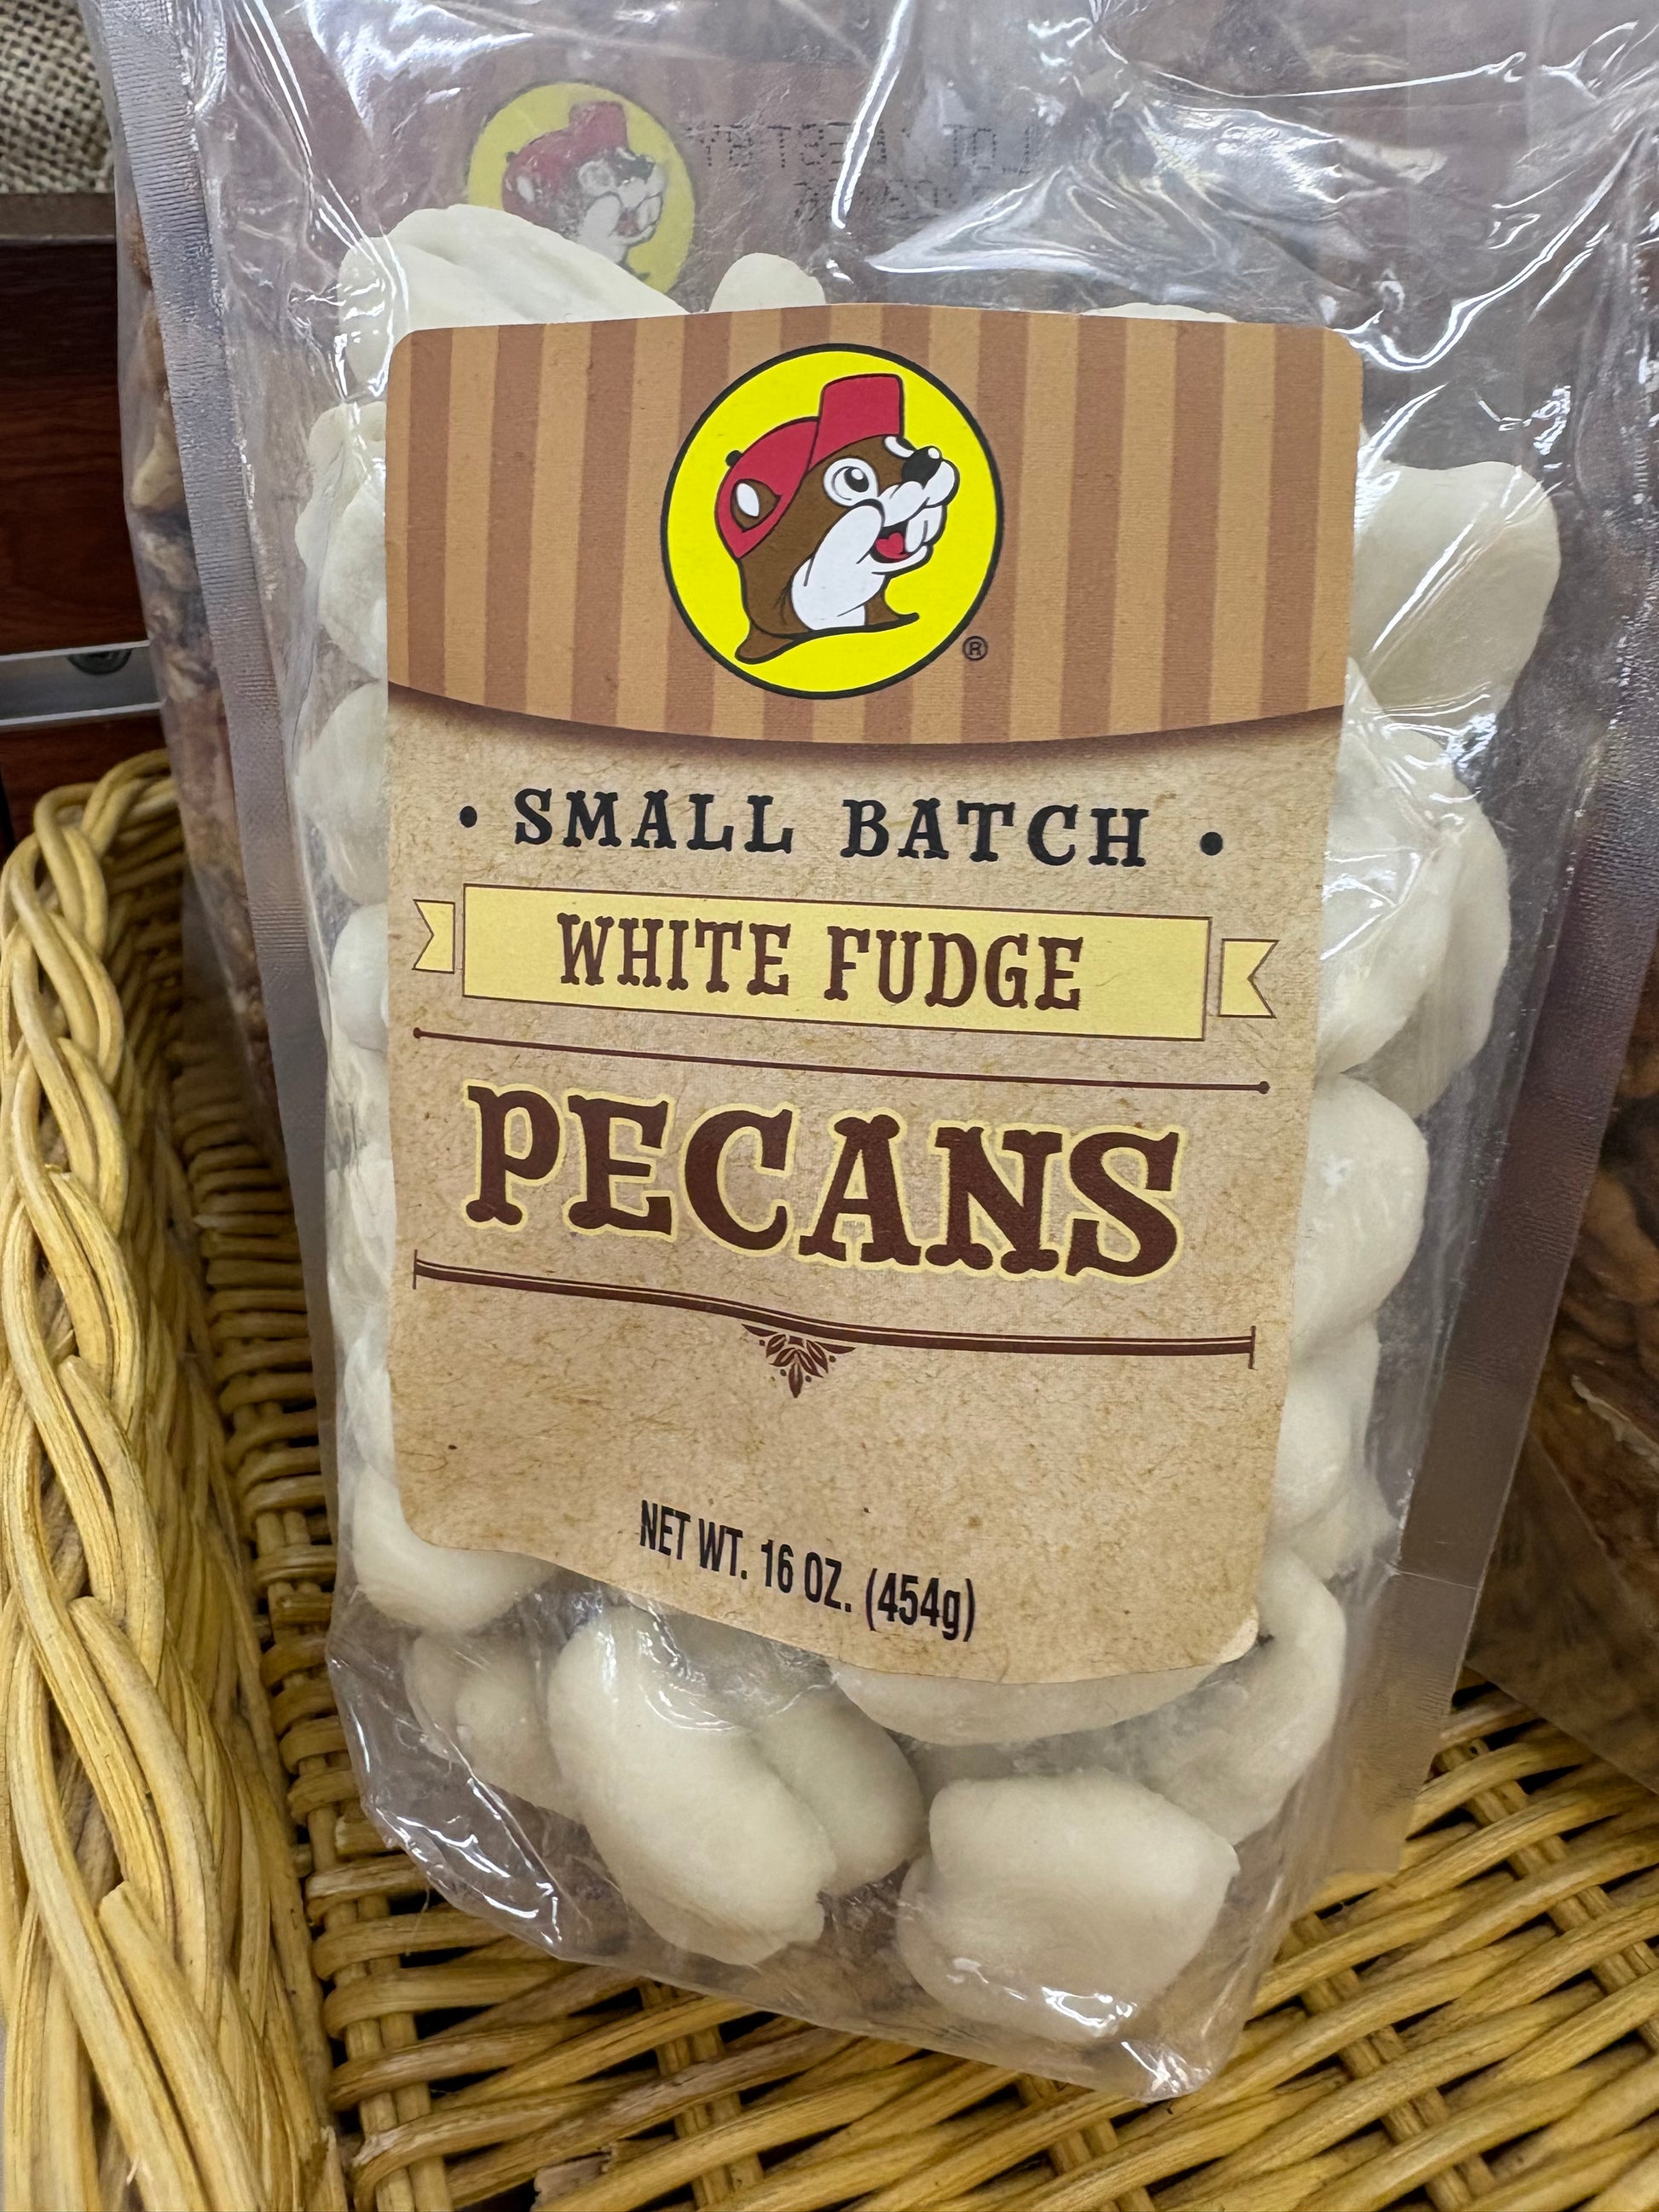 ®
• SMALL BATCH •
WHITE FUDGE
PECANS
NET WT. 16 OZ. (454g)